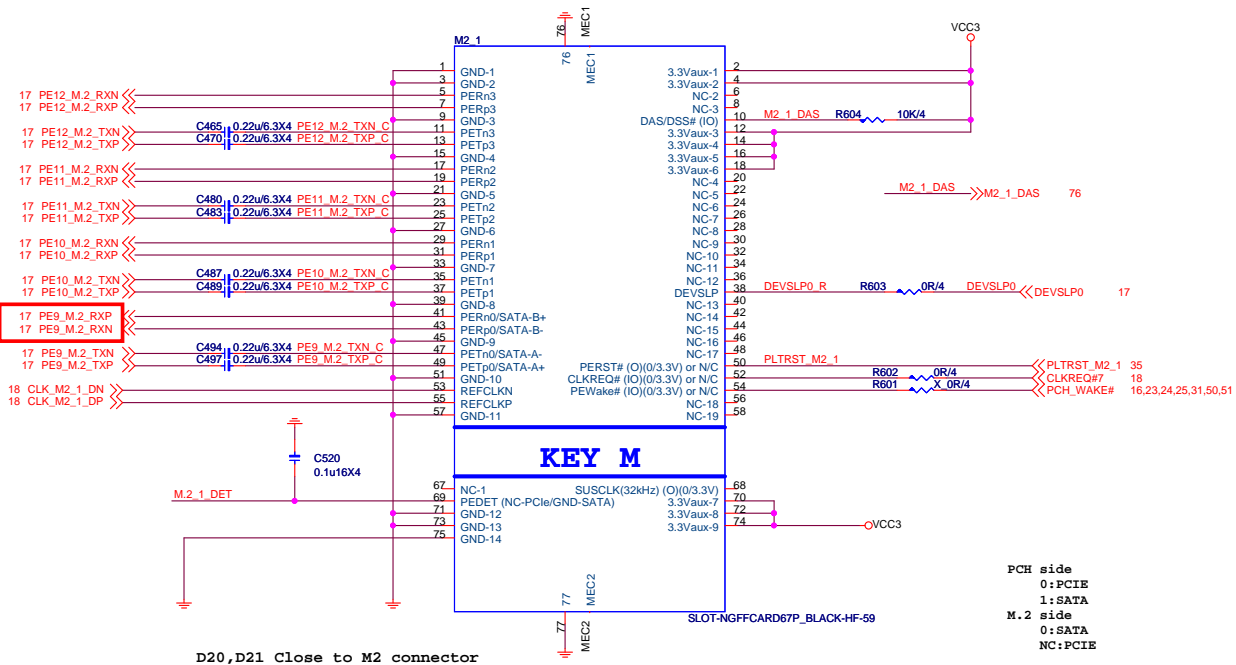 76
MEC1
VCC3
M2_1
76
MEC1
1 GND-1 3.3Vaux-1 2
3 GND-2 3.3Vaux-2 4
17 PE12_M.2_RXN 5 PERn3 NC-2 6
17 PE12_M.2_RXP 7 PERp3 NC-3 8
9 GND-3 DAS/DSS# (IO) 10 M2_1_DAS R604 10K/4
17 PE12_M.2_TXN C465 0.22u/6.3X4 PE12_M.2_TXN_C 11 PETn3 3.3Vaux-3 12
17 PE12_M.2_TXP C470 0.22u/6.3X4 PE12_M.2_TXP_C 13 PETp3 3.3Vaux-4 14
15 GND-4 3.3Vaux-5 16
17 PE11_M.2_RXN 17 PERn2 3.3Vaux-6 18
17 PE11_M.2_RXP 19 PERp2 NC-4 20
21 GND-5 NC-5 22 M2_1_DAS M2_1_DAS 76
17 PE11_M.2_TXN C480 0.22u/6.3X4 PE11_M.2_TXN_C 23 PETn2 NC-6 24
17 PE11_M.2_TXP C483 0.22u/6.3X4 PE11_M.2_TXP_C 25 PETp2 NC-7 26
27 GND-6 NC-8 28
17 PE10_M.2_RXN 29 PERn1 NC-9 30
17 PE10_M.2_RXP 31 PERp1 NC-10 32
33 GND-7 NC-11 34
17 PE10_M.2_TXN C487 0.22u/6.3X4 PE10_M.2_TXN_C 35 PETn1 NC-12 36
17 PE10_M.2_TXP C489 0.22u/6.3X4 PE10_M.2_TXP_C 37 PETp1 DEVSLP 38 DEVSLP0_R R603 0R/4 DEVSLP0 DEVSLP0 17
39 GND-8 NC-13 40
17 PE9_M.2_RXP 41 PERn0/SATA-B+ NC-14 42
17 PE9_M.2_RXN 43 PERp0/SATA-B- NC-15 44
45 GND-9 NC-16 46
17 PE9_M.2_TXN C494 0.22u/6.3X4 PE9_M.2_TXN_C 47 PETn0/SATA-A- NC-17 48
17 PE9_M.2_TXP C497 0.22u/6.3X4 PE9_M.2_TXP_C 49 PETp0/SATA-A+ PERST# (O)(0/3.3V) or N/C 50 PLTRST_M2_1 PLTRST_M2_1 35
51 GND-10 CLKREQ# (IO)(0/3.3V) or N/C 52 R602 0R/4 CLKREQ#7 18
18 CLK_M2_1_DN 53 REFCLKN PEWake# (IO)(0/3.3V) or N/C 54 R601 X_0R/4 PCH_WAKE# 16,23,24,25,31,50,51
18 CLK_M2_1_DP 55 REFCLKP NC-18 56
57 GND-11 NC-19 58
C520
0.1u16X4
KEY M
67 NC-1 SUSCLK(32kHz) (O)(0/3.3V) 68
M.2_1_DET 69 PEDET (NC-PCIe/GND-SATA) 3.3Vaux-7 70
71 GND-12 3.3Vaux-8 72
73 GND-13 3.3Vaux-9 74 VCC3
75 GND-14
77
MEC2
SLOT-NGFFCARD67P_BLACK-HF-59
77
MEC2
PCH side
0:PCIE
1:SATA
M.2 side
0:SATA
NC:PCIE
D20,D21 Close to M2 connector